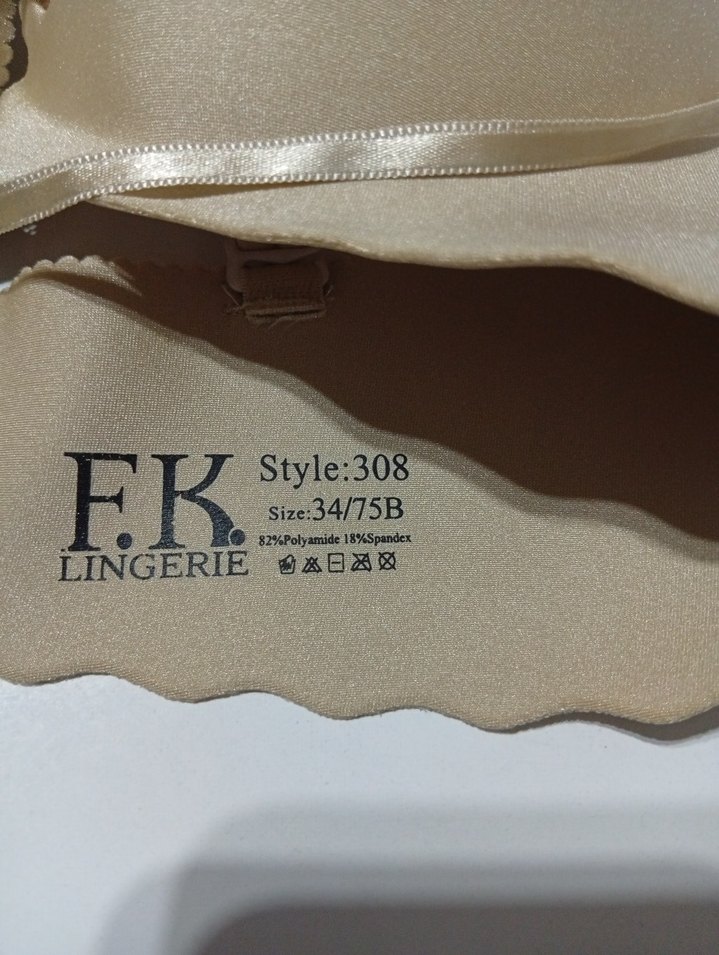 F.K.
LINGERIE
Style:308
Size:34/75B
82%Polyamide 18%Spandex